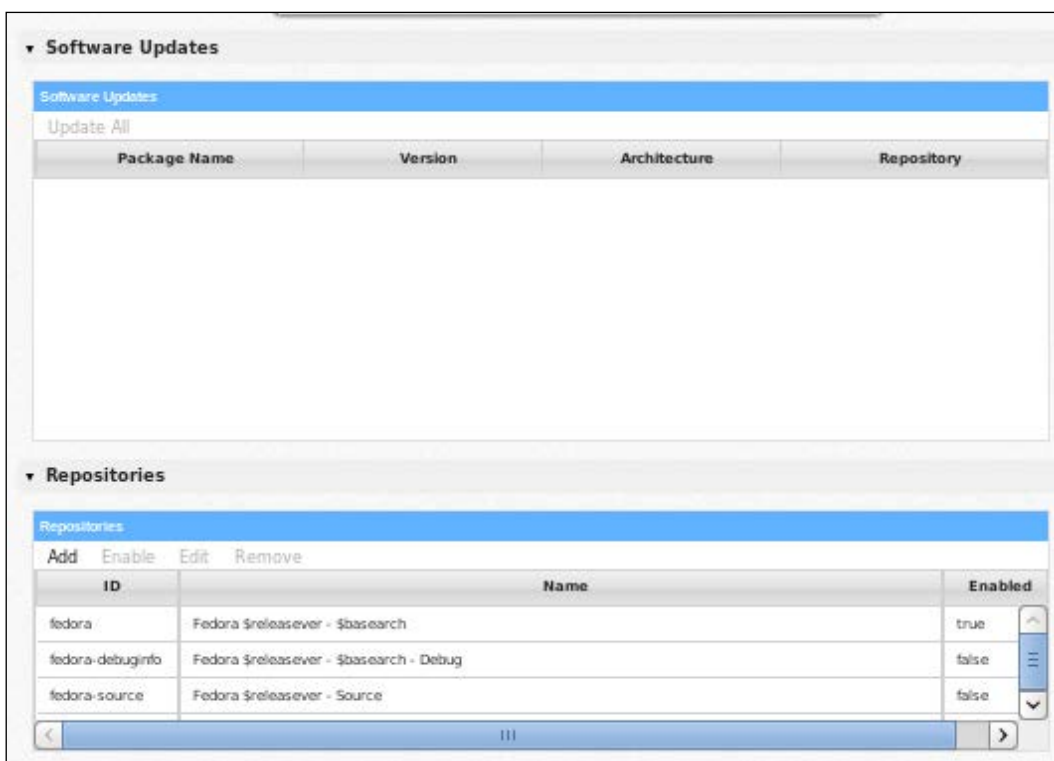 Software Updates
Software Updates
Update All
Package Name Version Architecture Repository
Repositories
Repositories
Add Enable Edit Remove
ID Name Enabled
fedora Fedora $releasever - $basearch true
fedora-debuginfo Fedora $releasever - $basearch - Debug false
fedora-source Fedora $releasever - Source false